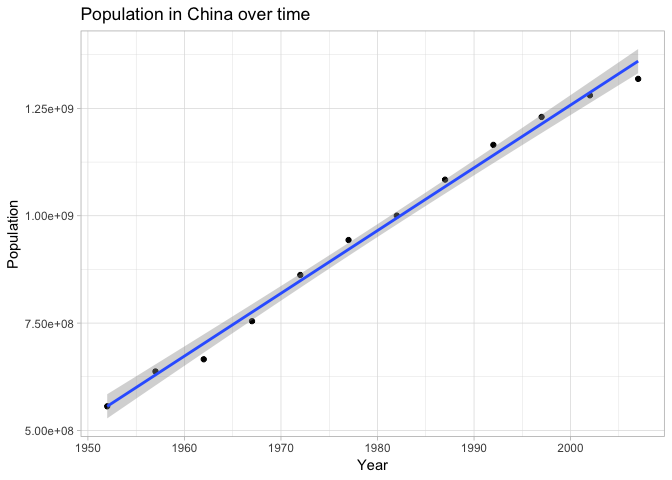 Population in China over time
1.25e+09
1.00e+09
7.50e+08
5.00e+08
Population
1950 1960 1970 1980 1990 2000
Year